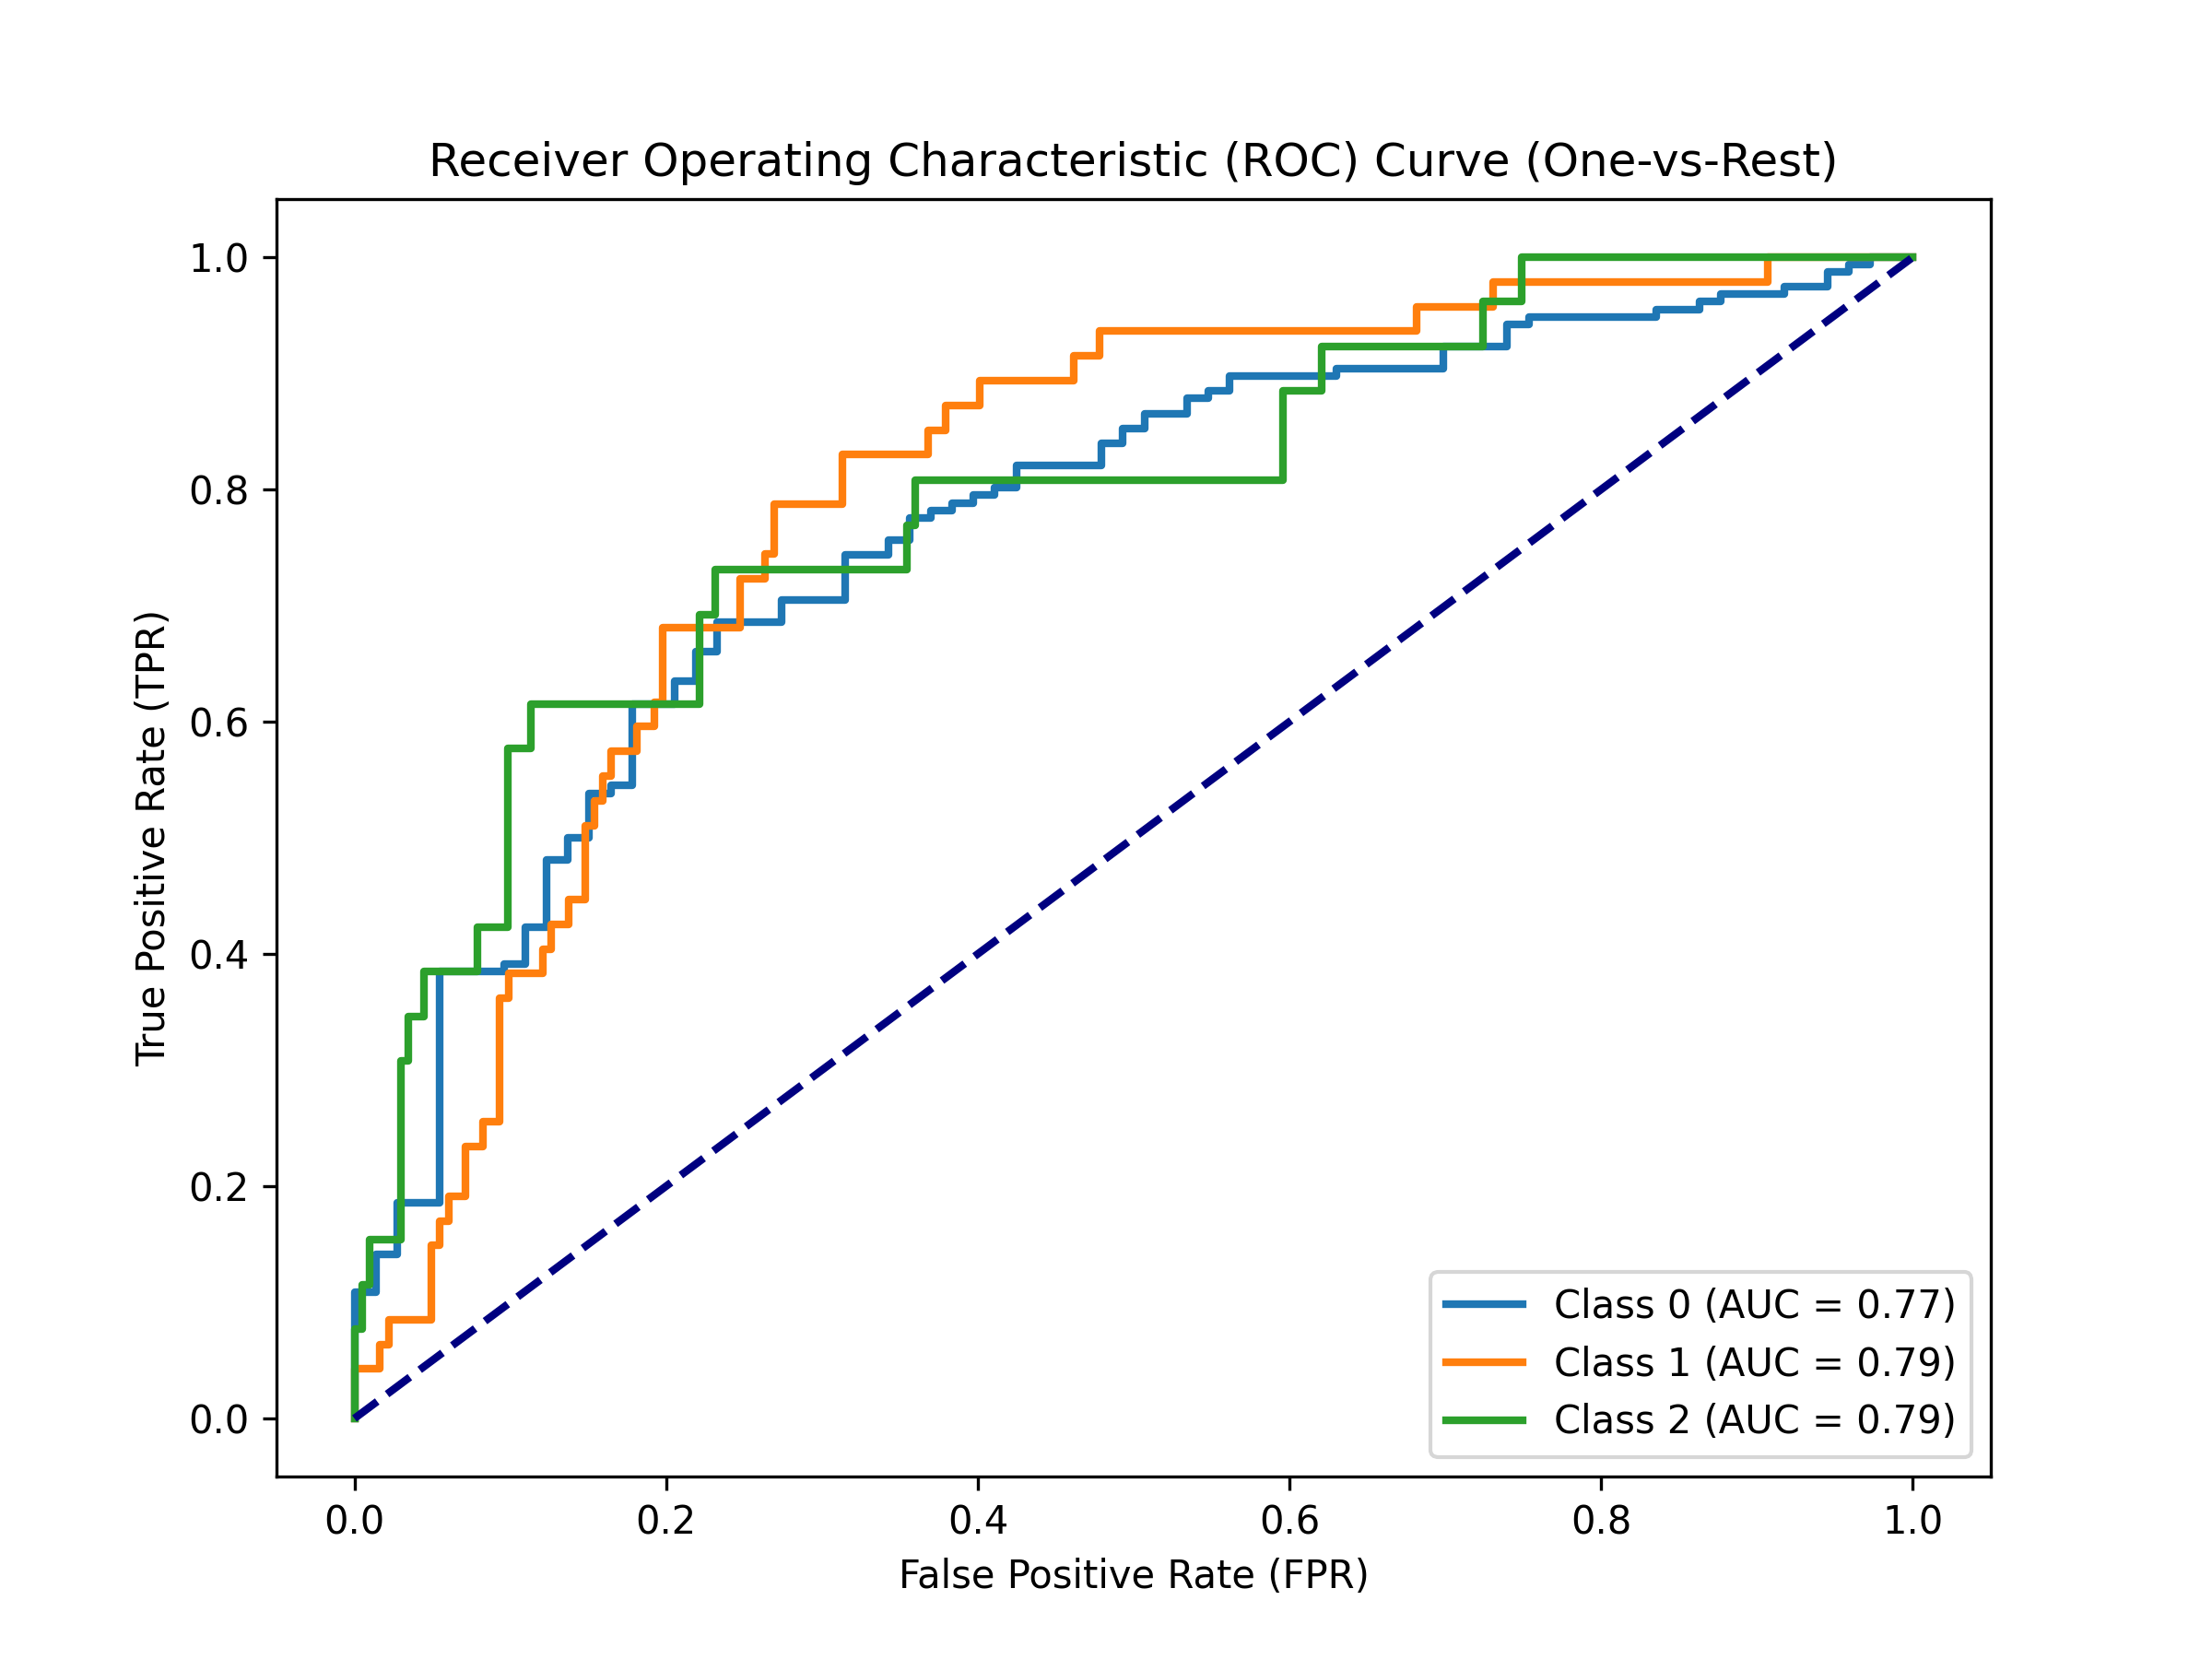 Receiver Operating Characteristic (ROC) Curve (One-vs-Rest)
True Positive Rate (TPR)
1.0
0.8
0.6
0.4
0.2
0.0
Class 0 (AUC = 0.77)
Class 1 (AUC = 0.79)
Class 2 (AUC = 0.79)
0.0 0.2 0.4 0.6 0.8 1.0
False Positive Rate (FPR)